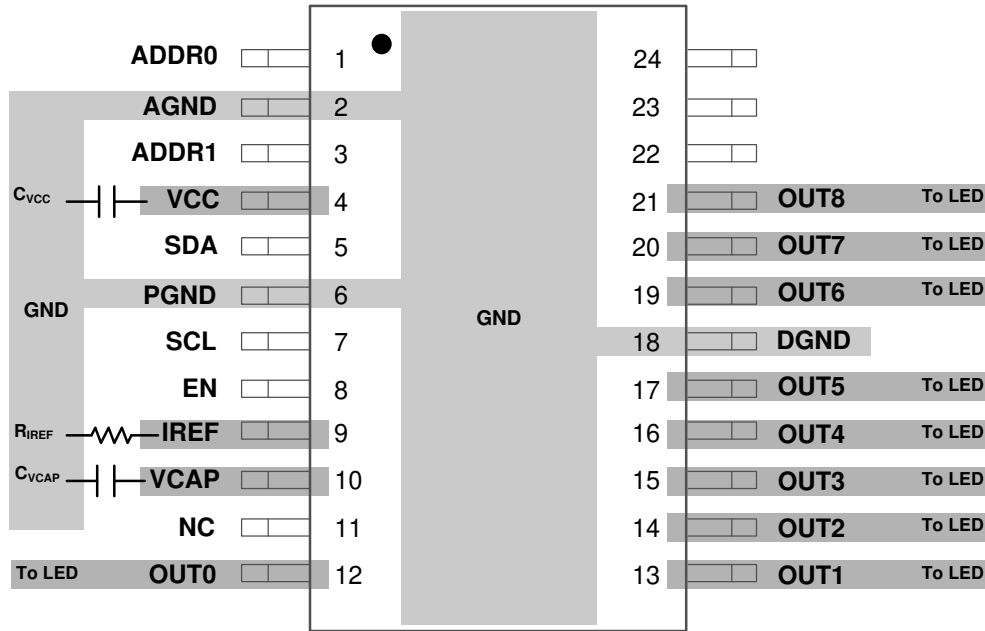 ADDR0 1 24
AGND 2 23
ADDR1 3 22
CVCC VCC 4 21 OUT8 To LED
SDA 5 20 OUT7 To LED
PGND 6 19 OUT6 To LED
GND GND
SCL 7 18 DGND
EN 8 17 OUT5 To LED
RIREF IREF 9 16 OUT4 To LED
CVCAP VCAP 10 15 OUT3 To LED
NC 11 14 OUT2 To LED
To LED OUT0 12 13 OUT1 To LED